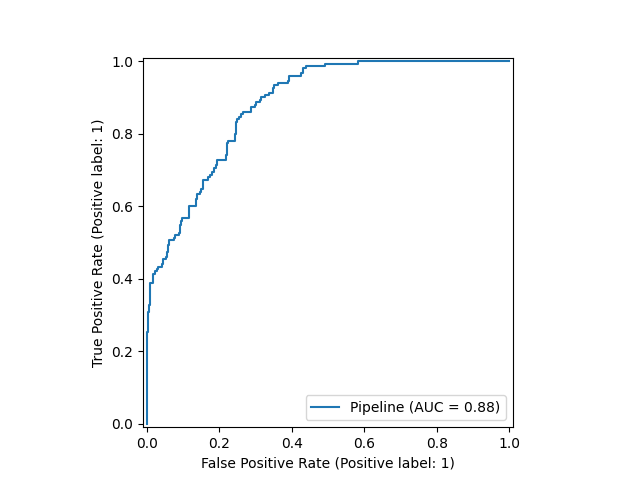 1.0
0.8
0.6
0.4
0.2
0.0
True Positive Rate (Positive label: 1)
Pipeline (AUC = 0.88)
0.0 0.2 0.4 0.6 0.8 1.0
False Positive Rate (Positive label: 1)